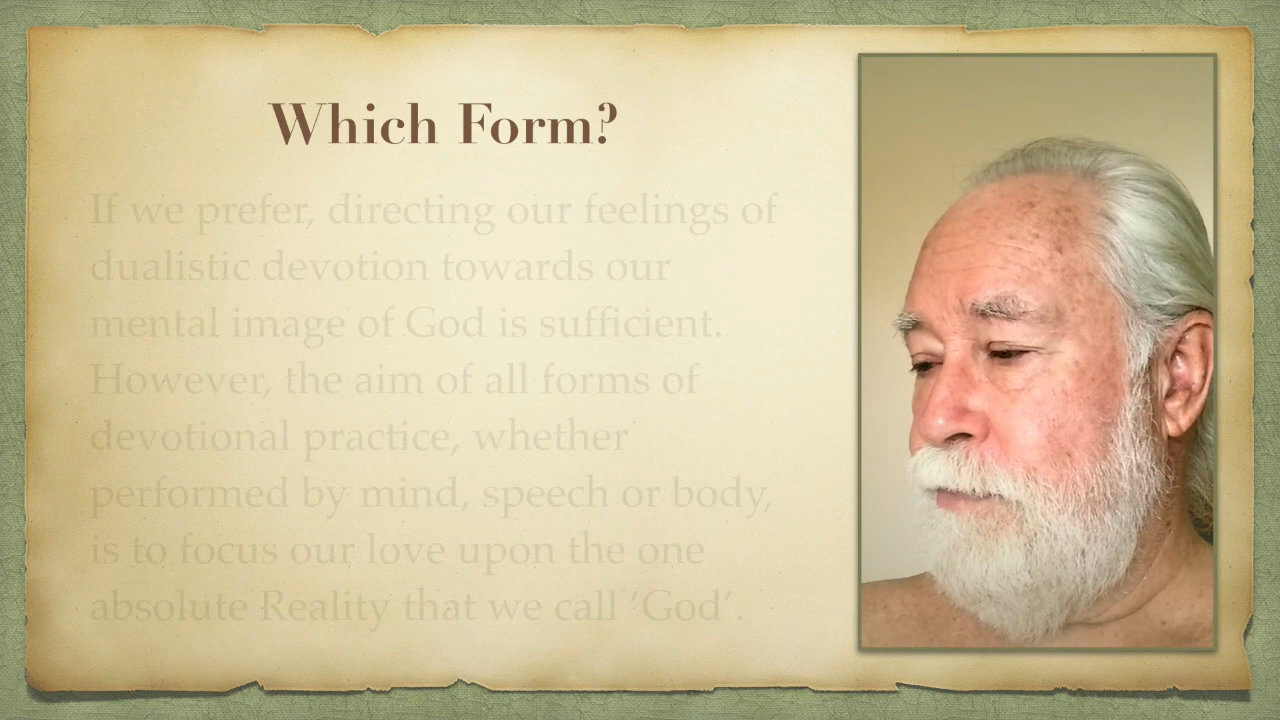 Which Form?
If we prefer, directing our feelings of
dualistic devotion towards our
mental image of God is sufficient.
However, the aim of all forms of
devotional practice, whether
performed by mind, speech or body,
is to focus our love upon the one
absolute Reality that we call ‘God’.